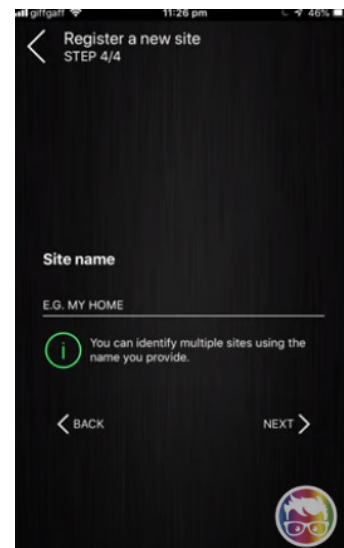 giffgaff 11:26 pm 46%
Register a new site
STEP 4/4
Site name
E.G. MY HOME
i You can identify multiple sites using the
name you provide.
BACK NEXT